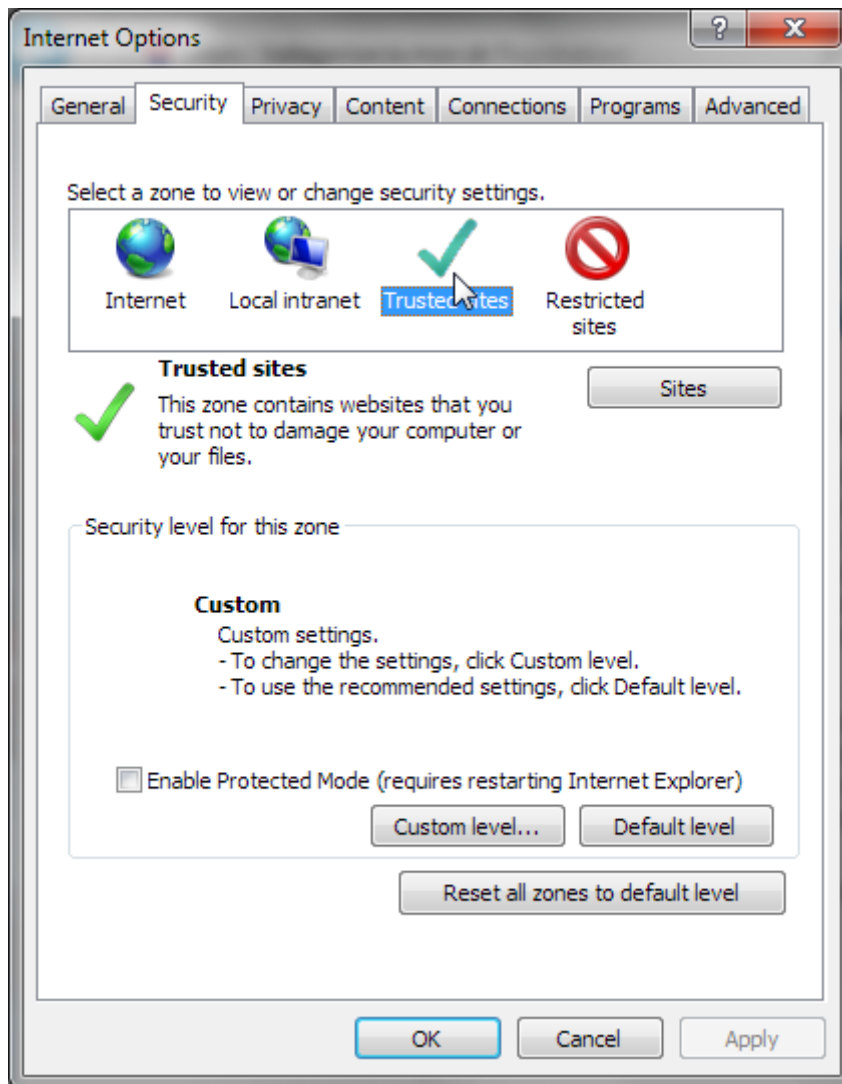 Internet Options
General Security Privacy Content Connections Programs Advanced
Select a zone to view or change security settings.
Internet Local intranet Trusted sites Restricted sites
Trusted sites
Sites
This zone contains websites that you
trust not to damage your computer or
your files.
Security level for this zone
Custom
Custom settings.
- To change the settings, click Custom level.
- To use the recommended settings, click Default level.
Enable Protected Mode (requires restarting Internet Explorer)
Custom level... Default level
Reset all zones to default level
OK Cancel Apply